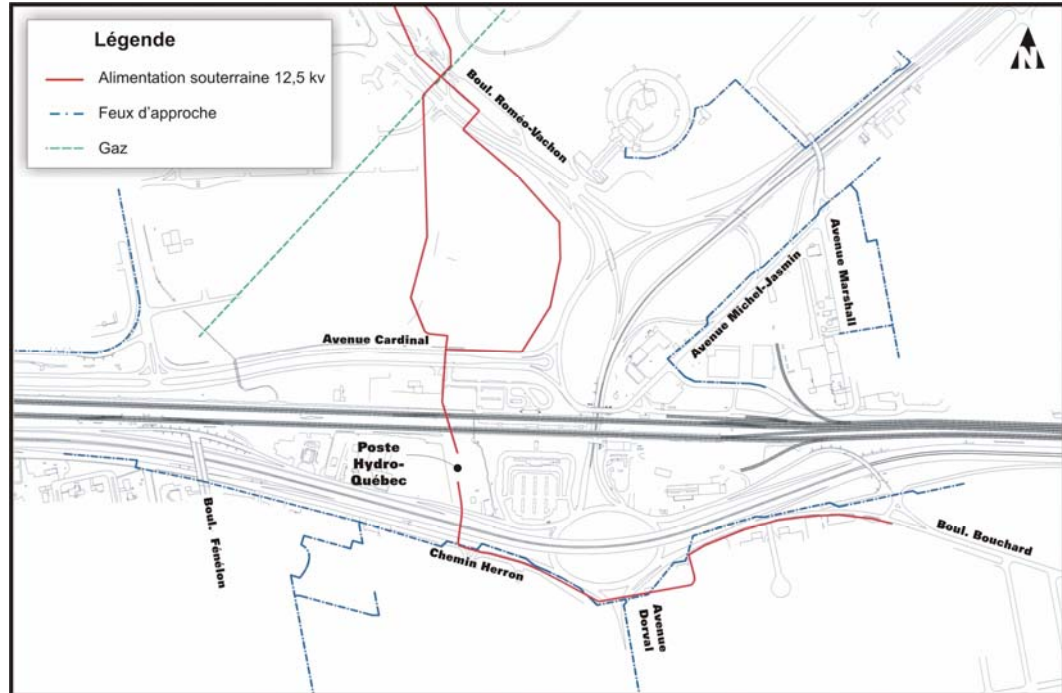 Légende
Alimentation souterraine 12,5 kv
Feux d'approche
Gaz
N
Boul. Roméo-Vachon
Avenue Michel-Jasmin
Avenue Marshall
Avenue Cardinal
Poste
Hydro-
Québec
Boul. Fénélon
Chemin Herron
Avenue
Dorval
Boul. Bouchard